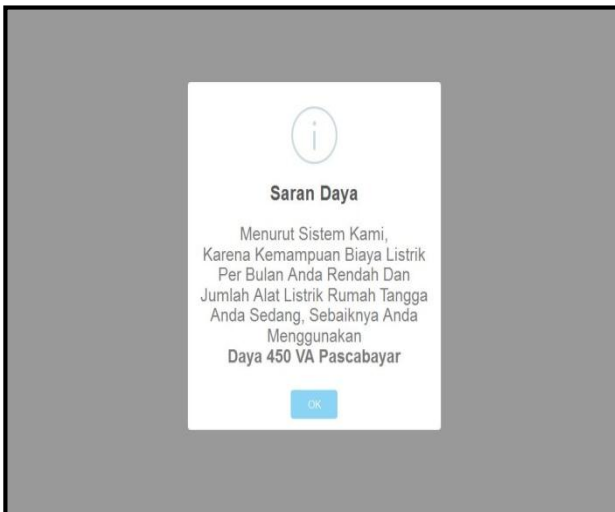 i
Saran Daya
Menurut Sistem Kami,
Karena Kemampuan Biaya Listrik
Per Bulan Anda Rendah Dan
Jumlah Alat Listrik Rumah Tangga
Anda Sedang, Sebaiknya Anda
Menggunakan
Daya 450 VA Pascabayar
OK